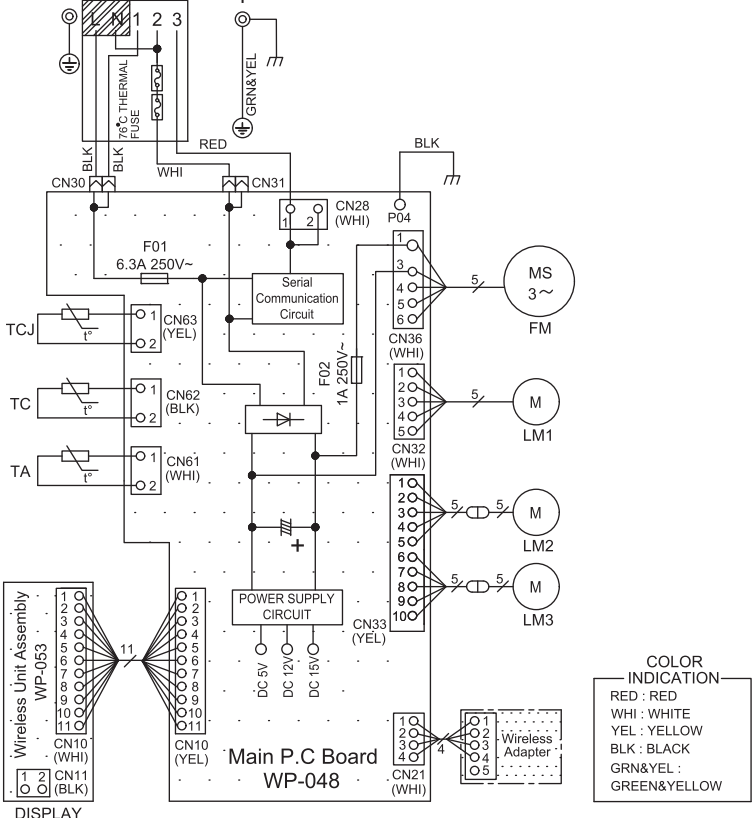 L N 1 2 3
76°C THERMAL
FUSE
GRN&YEL
BLK
BLK
WHI
RED
BLK
CN30
CN31
CN28
(WHI)
1 2
P04
F01
6.3A 250V~
Serial
Communication
Circuit
1
3
4
5
6
CN36
(WHI)
5
MS
3~
FM
TCJ
t°
1
2
CN63
(YEL)
F02
1A 250V~
TC
t°
1
2
CN62
(BLK)
1
2
3
4
5
CN32
(WHI)
5
M
LM1
TA
t°
1
2
CN61
(WHI)
+
1
2
3
4
5
6
7
8
9
10
CN33
(YEL)
5
5
M
LM2
5
5
M
LM3
POWER SUPPLY
CIRCUIT
DC 5V
DC 12V
DC 15V
Wireless Unit Assembly
WP-053
1
2
3
4
5
6
7
8
9
10
11
CN10
(WHI)
11
1
2
3
4
5
6
7
8
9
10
11
CN10
(YEL)
1 2
CN11
(BLK)
DISPLAY
Main P.C Board
WP-048
1
2
3
4
CN21
(WHI)
4
1
2
3
4
5
Wireless
Adapter
COLOR
INDICATION
RED : RED
WHI : WHITE
YEL : YELLOW
BLK : BLACK
GRN&YEL :
GREEN&YELLOW